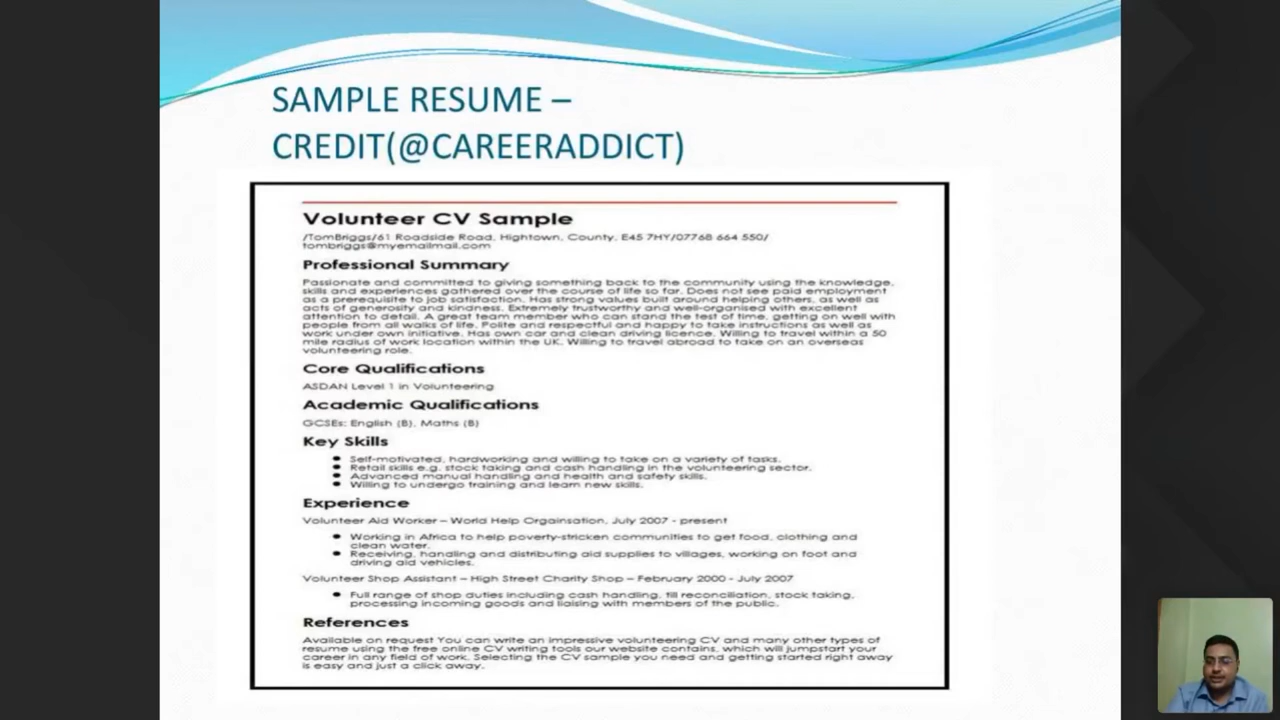 SAMPLE RESUME –
CREDIT(@CAREERADDICT)
Volunteer CV Sample
/TomBriggs/61 Roadside Road, Hightown, County, E45 7HY/07768 664 550/
tombriggs@myemailmail.com
Professional Summary
Passionate and committed to giving something back to the community using the knowledge,
skills and experiences gathered over the course of life so far. Does not see paid employment
as a prerequisite to job satisfaction. Has strong values built around helping others, as well as
acts of generosity and kindness. Extremely trustworthy and well-organised with excellent
attention to detail. A great team member who can stand the test of time, getting on well with
people from all walks of life. Polite and respectful and happy to take instructions as well as
work under own initiative. Has own car and clean driving licence. Willing to travel within a 50
mile radius of work location within the UK. Willing to travel abroad to take on an overseas
volunteering role.
Core Qualifications
ASDAN Level 1 in Volunteering
Academic Qualifications
GCSEs: English (B), Maths (B)
Key Skills
● Self-motivated, hardworking and willing to take on a variety of tasks.
● Retail skills e.g. stock taking and cash handling in the volunteering sector.
● Advanced manual handling and health and safety skills.
● Willing to undergo training and learn new skills.
Experience
Volunteer Aid Worker – World Help Orgainsation, July 2007 - present
● Working in Africa to help poverty-stricken communities to get food, clothing and
clean water.
● Receiving, handling and distributing aid supplies to villages, working on foot and
driving aid vehicles.
Volunteer Shop Assistant – High Street Charity Shop – February 2000 - July 2007
● Full range of shop duties including cash handling, till reconciliation, stock taking,
processing incoming goods and liaising with members of the public.
References
Available on request You can write an impressive volunteering CV and many other types of
resume using the free online CV writing tools our website contains, which will jumpstart your
career in any field of work. Selecting the CV sample you need and getting started right away
is easy and just a click away.